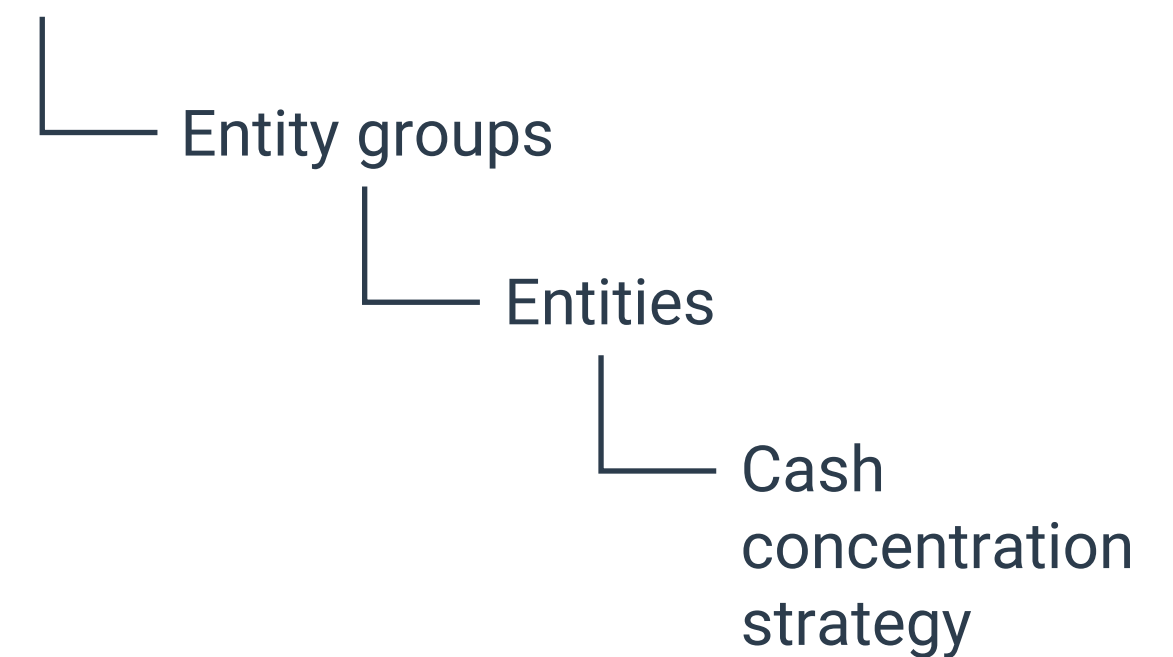 Entity groups
Entities
Cash
concentration
strategy